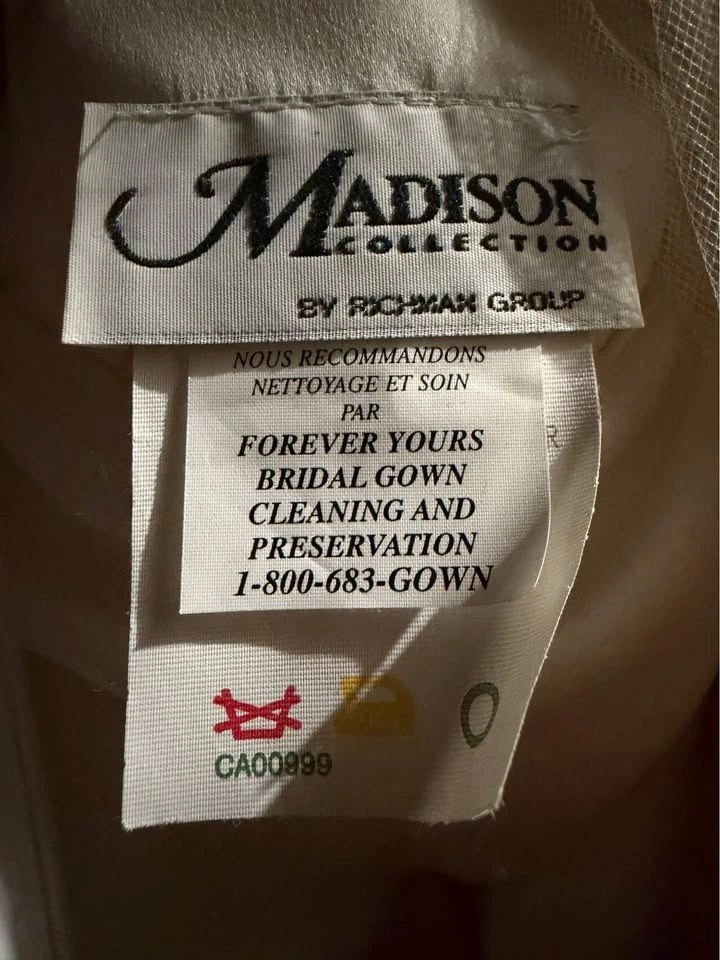 MADISON
COLLECTION
BY RICHMAN GROUP
NOUS RECOMMANDONS
NETTOYAGE ET SOIN
PAR
FOREVER YOURS
BRIDAL GOWN
CLEANING AND
PRESERVATION
1-800-683-GOWN
R
CA00999